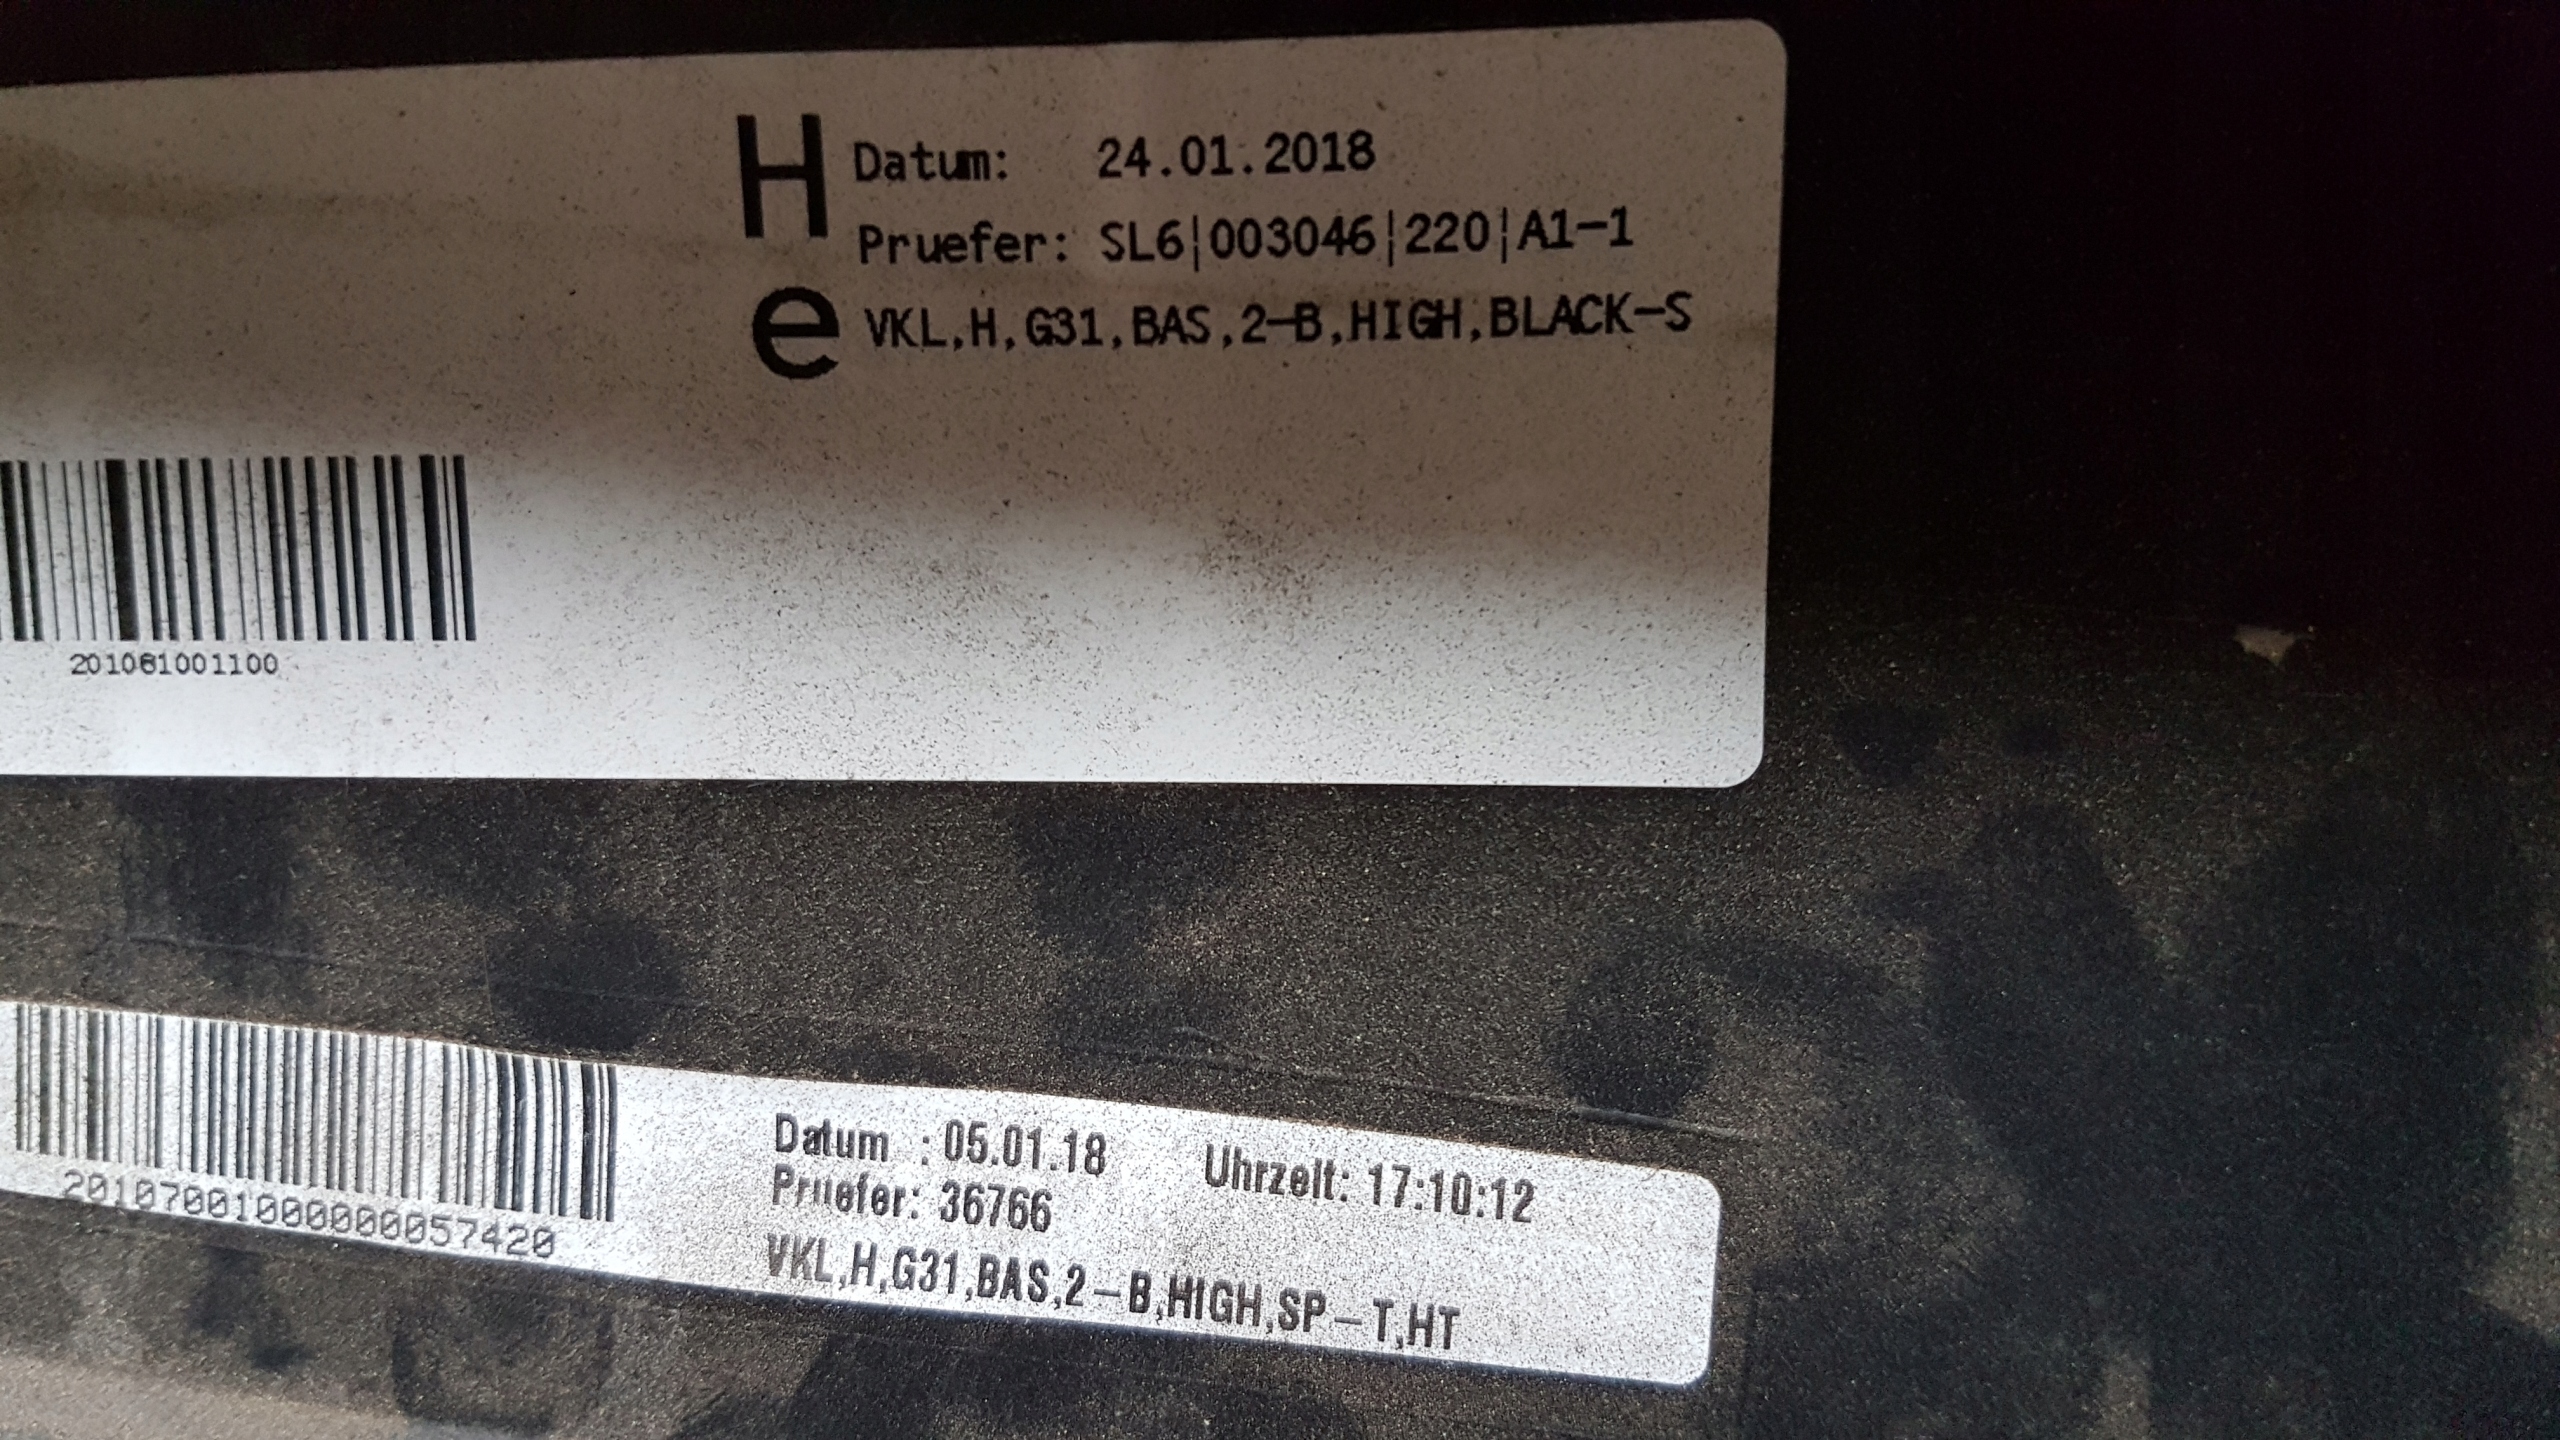 H
Datum: 24.01.2018
Pruefer: SL6|003046|220|A1-1
e
VKL,H,G31,BAS,2-B,HIGH,BLACK-S
201061001100
Datum : 05.01.18 Uhrzeit: 17:10:12
Pruefer: 36766
VKL,H,G31,BAS,2-B,HIGH,SP-T,HT
20107001000000057420